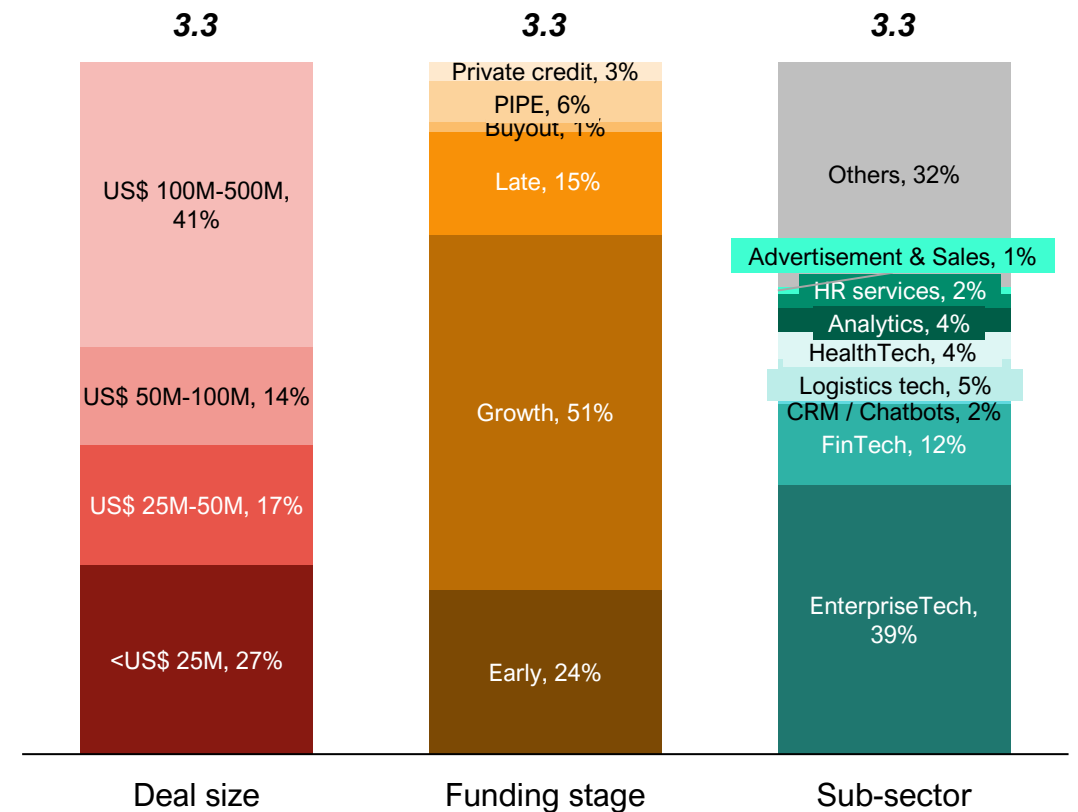 3.3
3.3
3.3
US$ 100M-500M,
41%
US$ 50M-100M, 14%
US$ 25M-50M, 17%
<US$ 25M, 27%
Private credit, 3%
PIPE, 6%
Buyout, 1%
Late, 15%
Growth, 51%
Early, 24%
Others, 32%
Advertisement & Sales, 1%
HR services, 2%
Analytics, 4%
HealthTech, 4%
Logistics tech, 5%
CRM / Chatbots, 2%
FinTech, 12%
EnterpriseTech,
39%
Deal size
Funding stage
Sub-sector